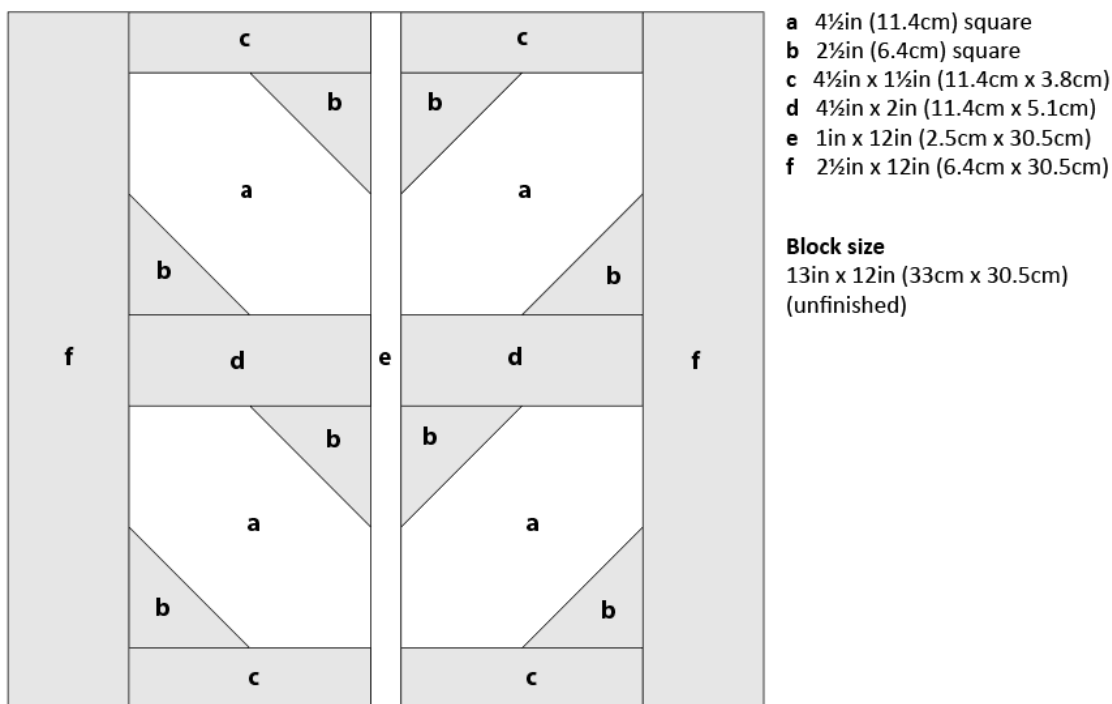 c c
b b
a a
b b
f d e d f
b b
a a
b b
c c
a 4½in (11.4cm) square
b 2½in (6.4cm) square
c 4½in x 1½in (11.4cm x 3.8cm)
d 4½in x 2in (11.4cm x 5.1cm)
e 1in x 12in (2.5cm x 30.5cm)
f 2½in x 12in (6.4cm x 30.5cm)
Block size
13in x 12in (33cm x 30.5cm)
(unfinished)